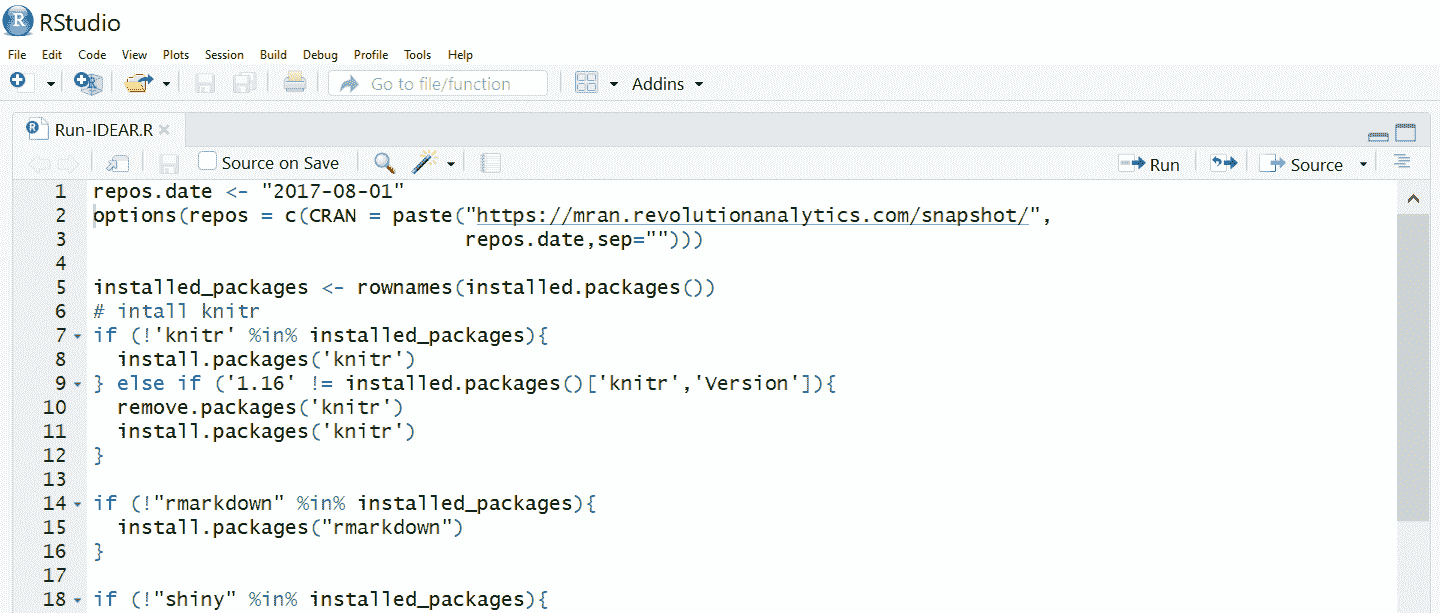 RStudio
File Edit Code View Plots Session Build Debug Profile Tools Help
Go to file/function Addins
Run-IDEAR.R
Source on Save Run Source
1 repos.date <- "2017-08-01"
2 options(repos = c(CRAN = paste("https://mran.revolutionanalytics.com/snapshot/",
3 repos.date,sep="")))
4
5 installed_packages <- rownames(installed.packages())
6 # intall knitr
7 if (!'knitr' %in% installed_packages){
8 install.packages('knitr')
9 } else if ('1.16' != installed.packages()['knitr','Version']){
10 remove.packages('knitr')
11 install.packages('knitr')
12 }
13
14 if (!"rmarkdown" %in% installed_packages){
15 install.packages("rmarkdown")
16 }
17
18 if (!"shiny" %in% installed_packages){